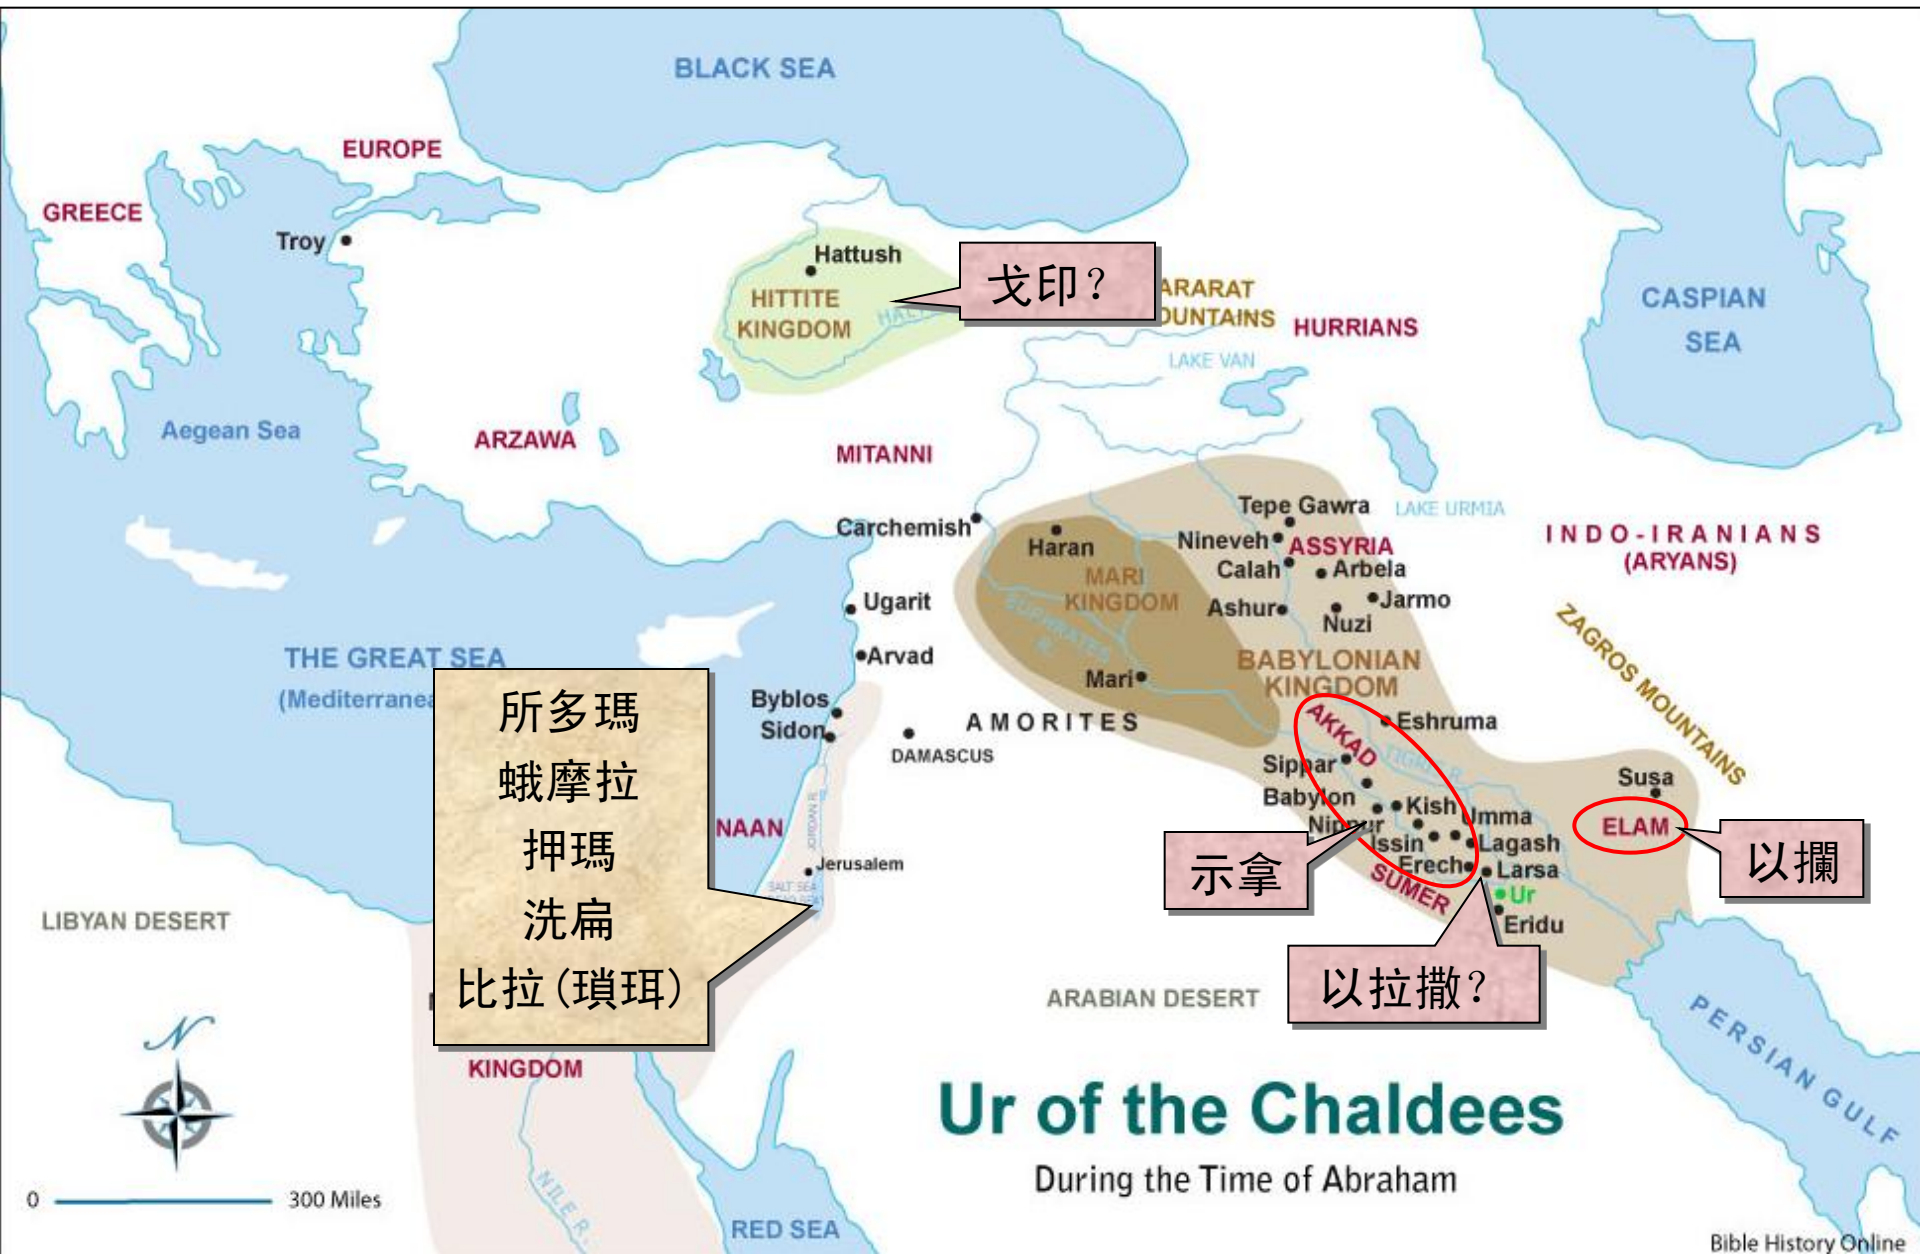 BLACK SEA
EUROPE
GREECE
Troy
Hattush
HITTITE
KINGDOM
戈印？
ARARAT
HURRIANS
LAKE VAN
CASPIAN
SEA
Aegean Sea
ARZAWA
MITANNI
Carchemish
Haran
MARI
KINGDOM
EUPHRATES
R.
Mari
Tepe Gawra
LAKE URMIA
Nineveh
ASSYRIA
Calah
Arbela
Ashur
Jarmo
Nuzi
INDO-IRANIANS
(ARYANS)
ZAGROS MOUNTAINS
Ugarit
Arvad
THE GREAT SEA
Byblos
Sidon
AMORITES
DAMASCUS
BABYLONIAN
KINGDOM
AKKAD
Eshruma
TIGRIS R.
Sippar
Babylon
Kish
Nippur
Umma
Issin
Lagash
Erech
Larsa
SUMER
Ur
Eridu
Susa
ELAM
以攔
示拿
以拉撒？
所多瑪
蛾摩拉
押瑪
洗扁
比拉(瑣珥)
JORDAN R.
Jerusalem
SALT SEA
LIBYAN DESERT
ARABIAN DESERT
PERSIAN GULF
KINGDOM
NILE R.
RED SEA
N
0
300 Miles
Ur of the Chaldees
During the Time of Abraham
Bible History Online